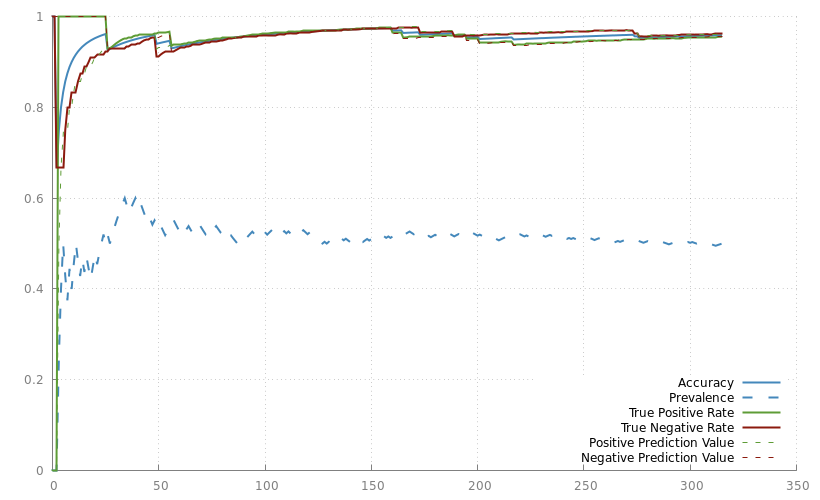 1
0.8
0.6
0.4
0.2
0
0 50 100 150 200 250 300 350
Accuracy
Prevalence
True Positive Rate
True Negative Rate
Positive Prediction Value
Negative Prediction Value